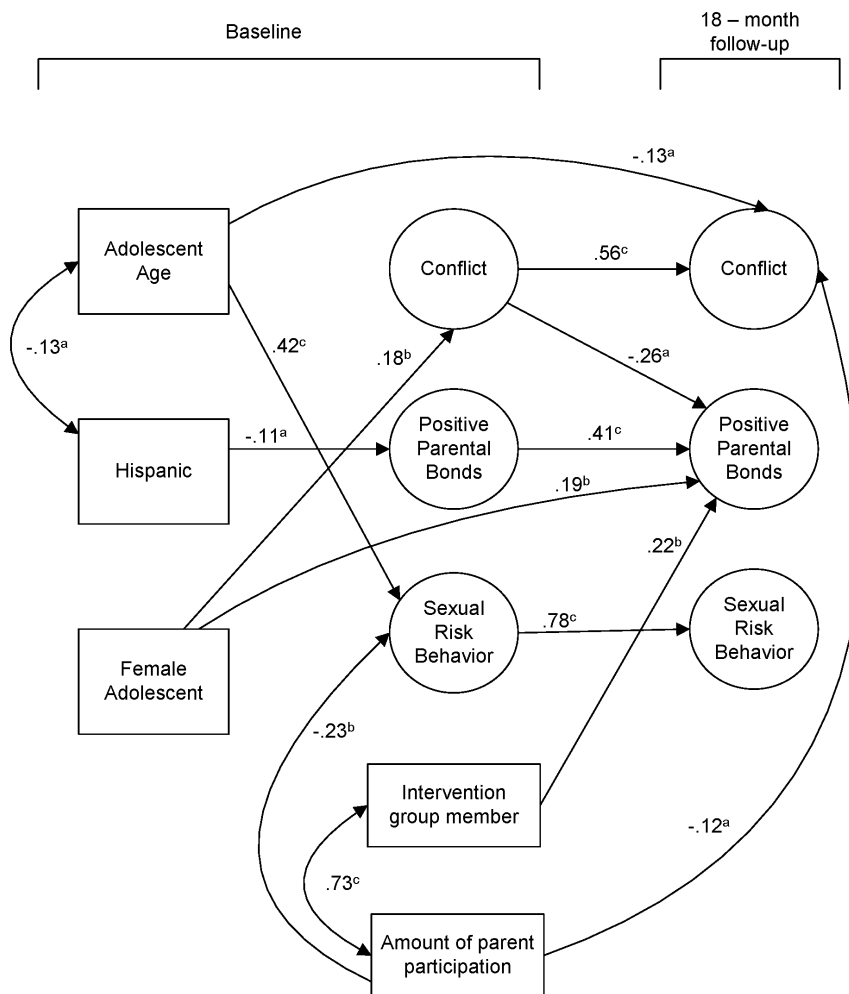 Baseline
18 – month
follow-up
-.13ᵃ
Adolescent
Age
Conflict
.56ᶜ
Conflict
-.13ᵃ
.42ᶜ
.18ᵇ
-.26ᵃ
Hispanic
-.11ᵃ
Positive
Parental
Bonds
.41ᶜ
Positive
Parental
Bonds
.19ᵇ
.22ᵇ
Female
Adolescent
Sexual
Risk
Behavior
.78ᶜ
Sexual
Risk
Behavior
-.23ᵇ
Intervention
group member
-.12ᵃ
.73ᶜ
Amount of parent
participation